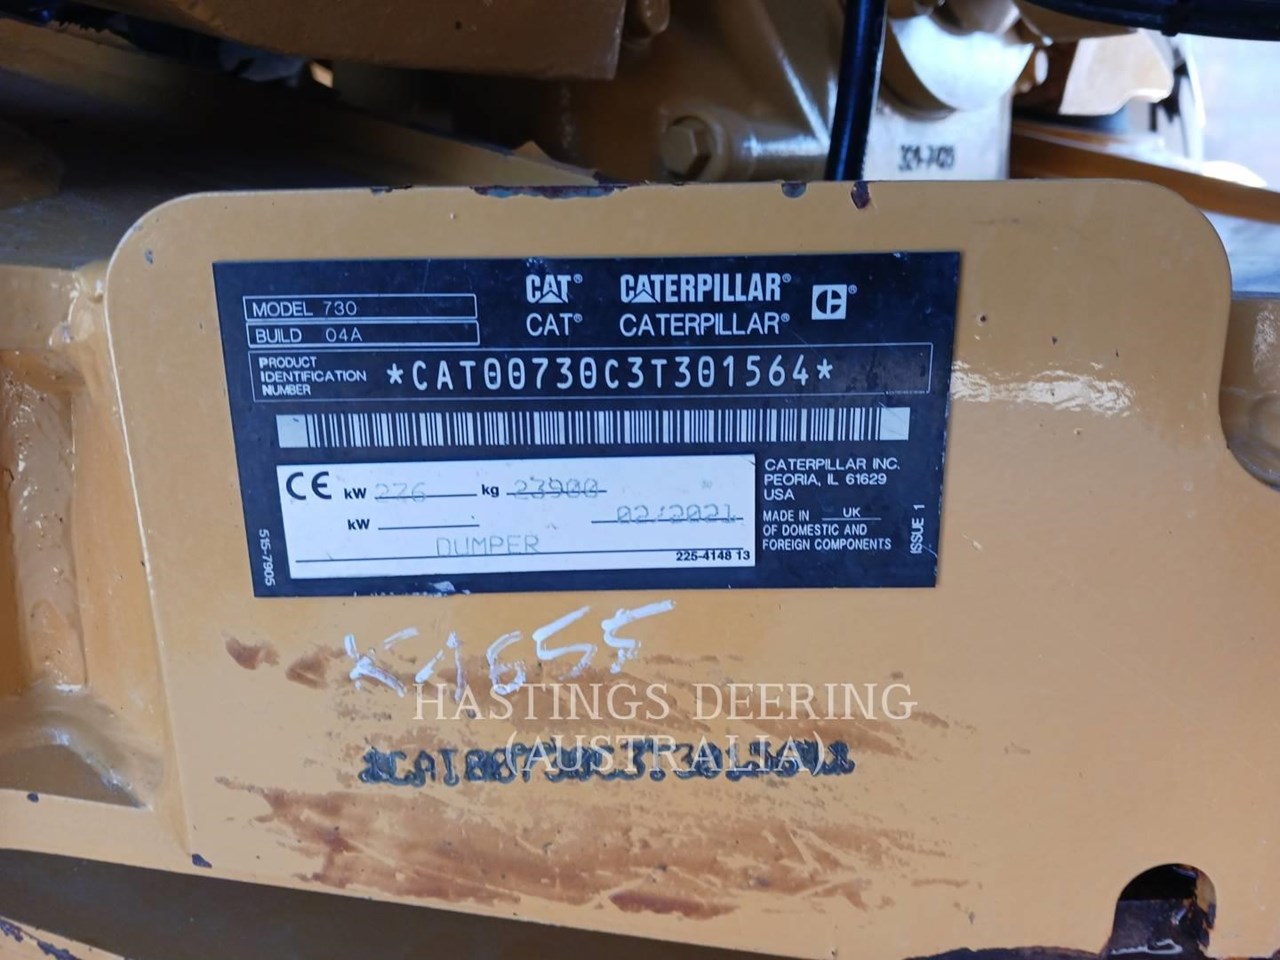 MODEL 730
BUILD 04A
CAT® CATERPILLAR®
CAT® CATERPILLAR® ®
PRODUCT IDENTIFICATION NUMBER *CAT00730C3T301564*
CE kW 276 kg 23900
kW 02/2021
DUMPER
225-4148 13
CATERPILLAR INC.
PEORIA, IL 61629
USA
MADE IN UK
OF DOMESTIC AND
FOREIGN COMPONENTS
ISSUE 1
515-7905
K1655
HASTINGS DEERING
(AUSTRALIA)
CAT00730C3T301564